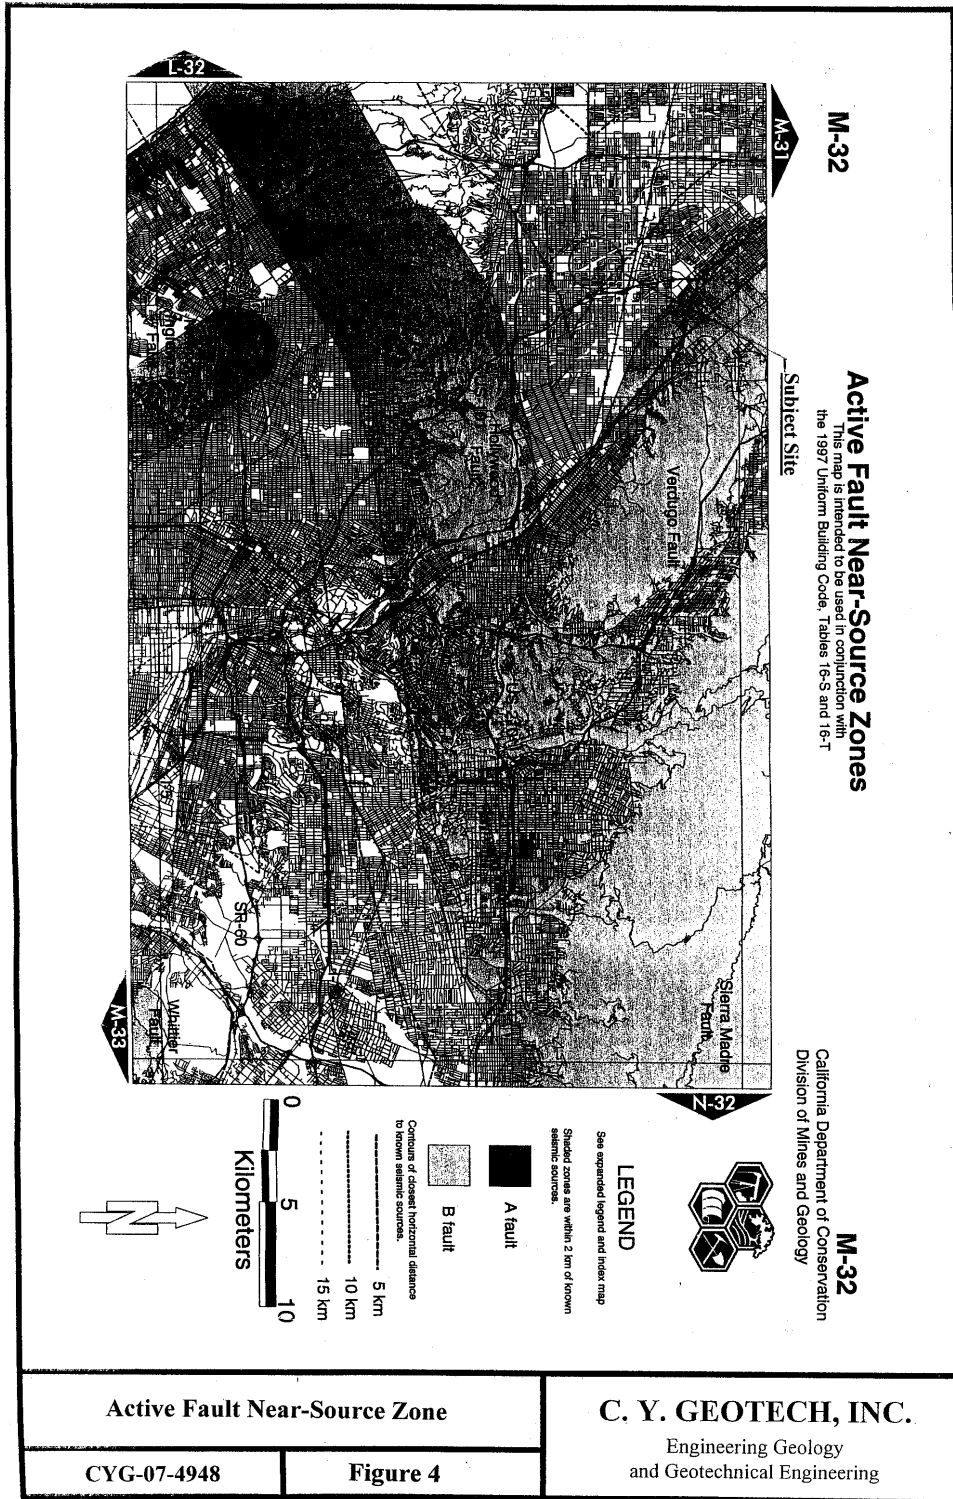 M-32
Active Fault Near-Source Zones
This map is intended to be used in conjunction with
the 1997 Uniform Building Code, Tables 16-S and 16-T
California Department of Conservation
Division of Mines and Geology
M-32
L-32
M-31
Subject Site
Verdugo Fault
Hollywood
Fault
Sierra Madre
Fault
SR-60
Whittier
Fault
M-33
N-32
LEGEND
See expanded legend and index map
Shaded zones are within 2 km of known
seismic sources.
A fault
B fault
Contours of closest horizontal distance
to known seismic sources.
5 km
10 km
15 km
0
5
10
Kilometers
N
Active Fault Near-Source Zone
CYG-07-4948
Figure 4
C. Y. GEOTECH, INC.
Engineering Geology
and Geotechnical Engineering